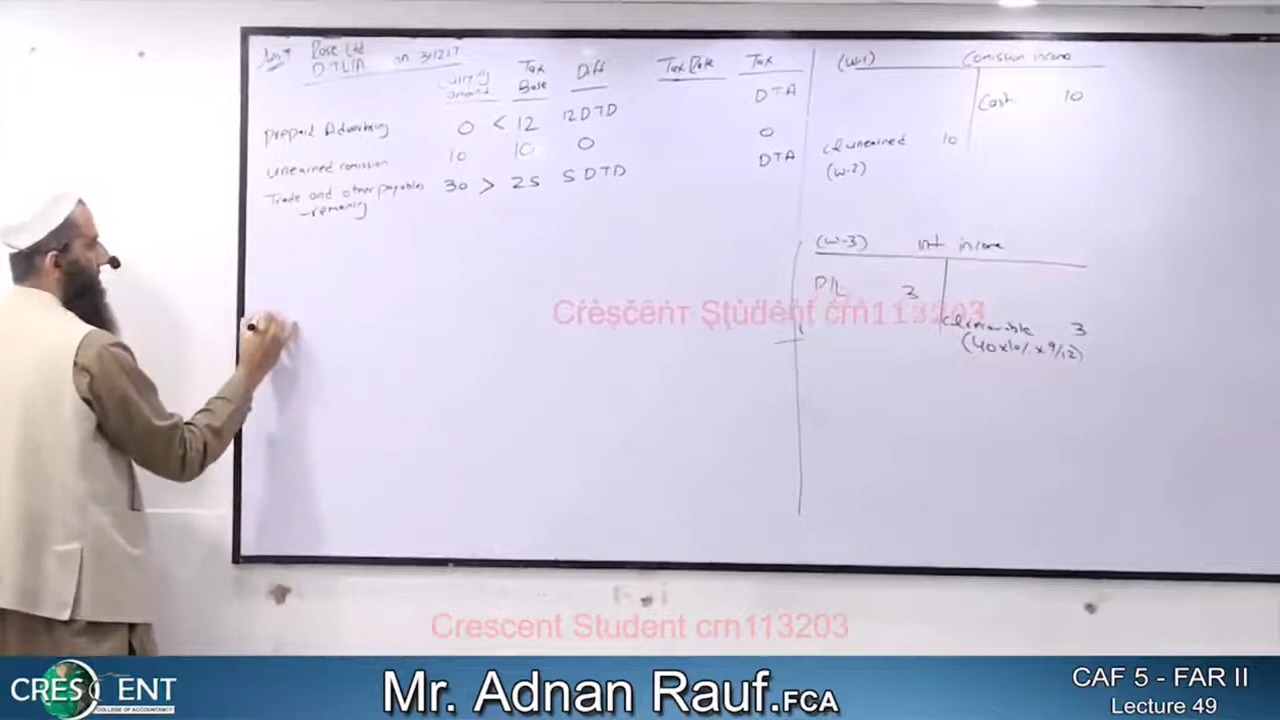 Ans#
Rose Ltd
DTL/A on 31/12/17
Carrying amount
Tax Base
Diff
Tax Rate
Tax
Prepaid Advertising 0 < 12 12 DTD DTA
unearned comission 10 10 0 0
Trade and other payables 30 > 25 5 DTD DTA
- remaining
(W-1) Comission income
Cash 10
cl unearned 10
(W-2)
(W-3) int income
P/L 3
cl receivable 3
(40x10% x 9/12)
Crescent Student crn113203
Crescent Student crn113203
CRESCENT
COLLEGE OF ACCOUNTANCY
Mr. Adnan Rauf.FCA
CAF 5 - FAR II
Lecture 49